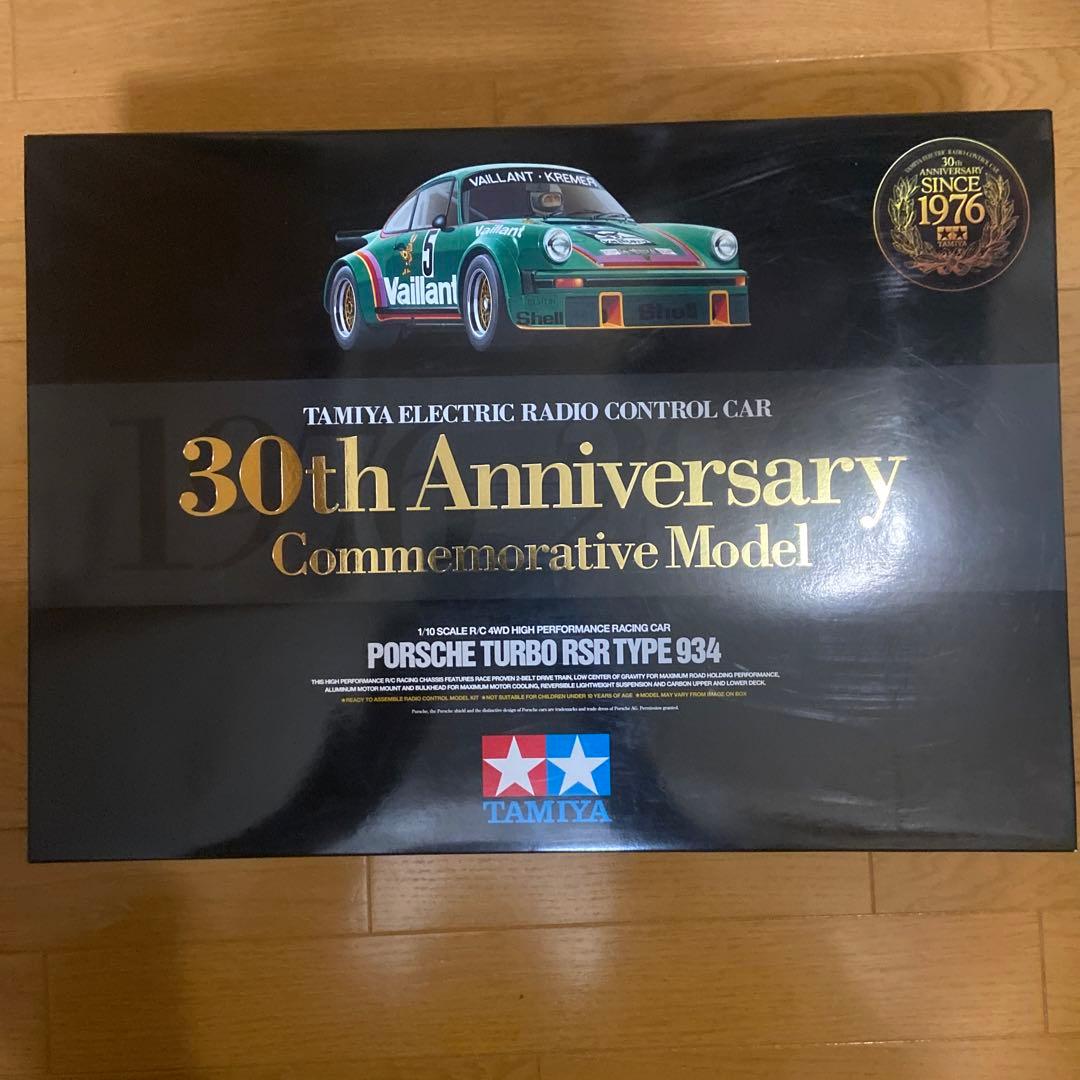 VAILLANT · KREMER
Vaillant
5
Vaillant
Shell
Shell
TAMIYA ELECTRIC RADIO CONTROL CAR
30th
ANNIVERSARY
SINCE
1976
TAMIYA
1976
TAMIYA ELECTRIC RADIO CONTROL CAR
30th Anniversary
Commemorative Model
1/10 SCALE R/C 4WD HIGH PERFORMANCE RACING CAR
PORSCHE TURBO RSR TYPE 934
THIS HIGH PERFORMANCE R/C RACING CHASSIS FEATURES RACE PROVEN 2-BELT DRIVE TRAIN, LOW CENTER OF GRAVITY FOR MAXIMUM ROAD HOLDING PERFORMANCE,
ALUMINUM MOTOR MOUNT AND BULKHEAD FOR MAXIMUM MOTOR COOLING, REVERSIBLE LIGHTWEIGHT SUSPENSION AND CARBON UPPER AND LOWER DECK.
★READY TO ASSEMBLE RADIO CONTROL MODEL KIT ★NOT SUITABLE FOR CHILDREN UNDER 10 YEARS OF AGE ★MODEL MAY VARY FROM IMAGE ON BOX
Porsche, the Porsche shield and the distinctive design of Porsche cars are trademarks and trade dress of Porsche AG. Permission granted.
TAMIYA